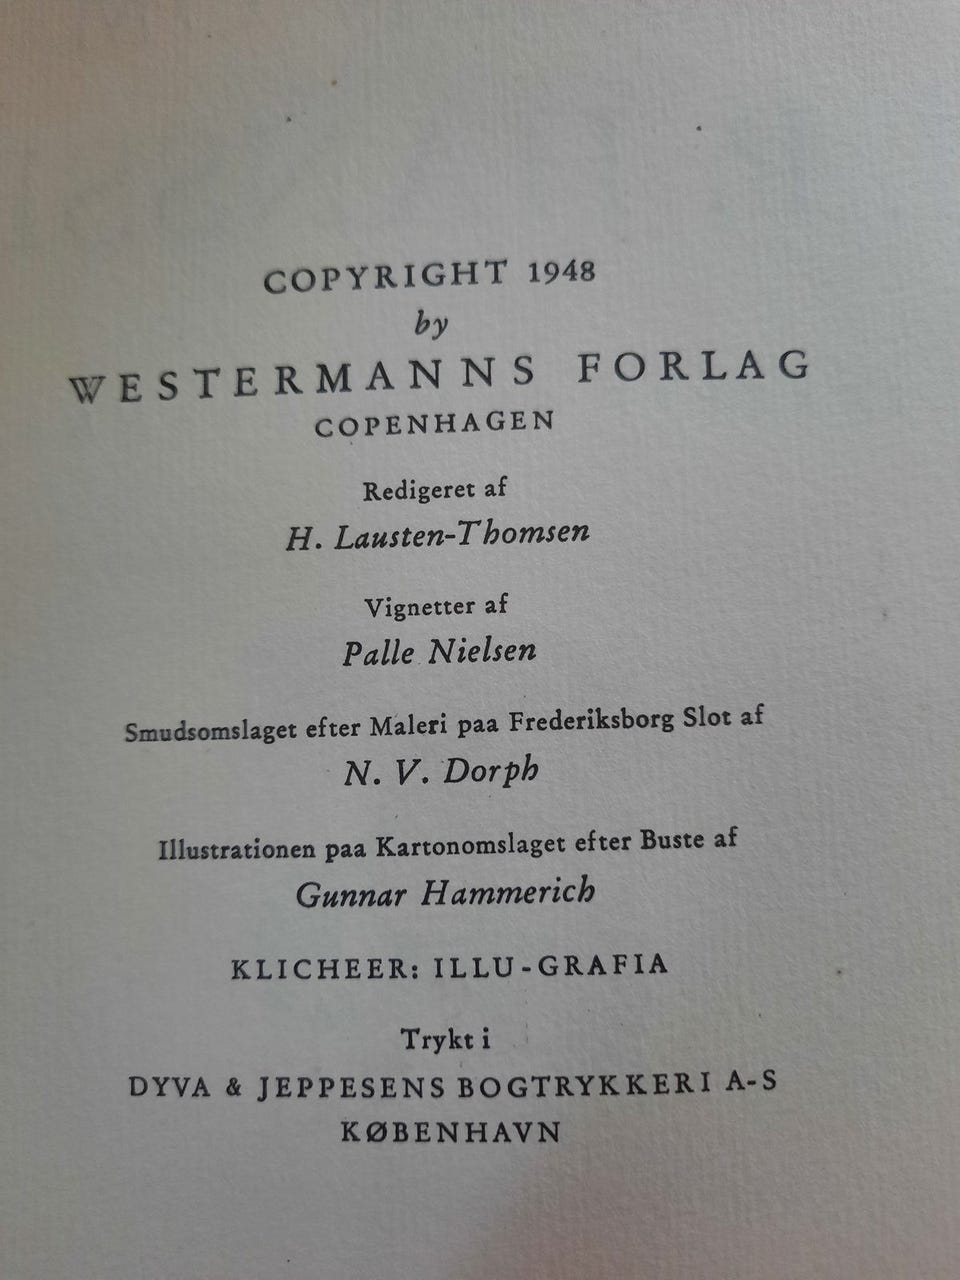 COPYRIGHT 1948
by
WESTERMANNS FORLAG
COPENHAGEN
Redigeret af
H. Lausten-Thomsen
Vignetter af
Palle Nielsen
Smudsomslaget efter Maleri paa Frederiksborg Slot af
N. V. Dorph
Illustrationen paa Kartonomslaget efter Buste af
Gunnar Hammerich
KLICHEER: ILLU-GRAFIA
Trykt i
DYVA & JEPPESENS BOGTRYKKERI A-S
KØBENHAVN